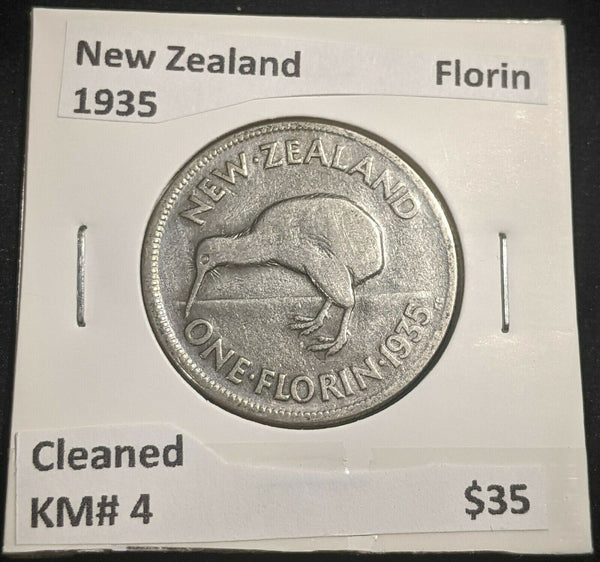 New Zealand Florin
1935
NEW·ZEALAND
ONE·FLORIN·1935
Cleaned
KM# 4 $35